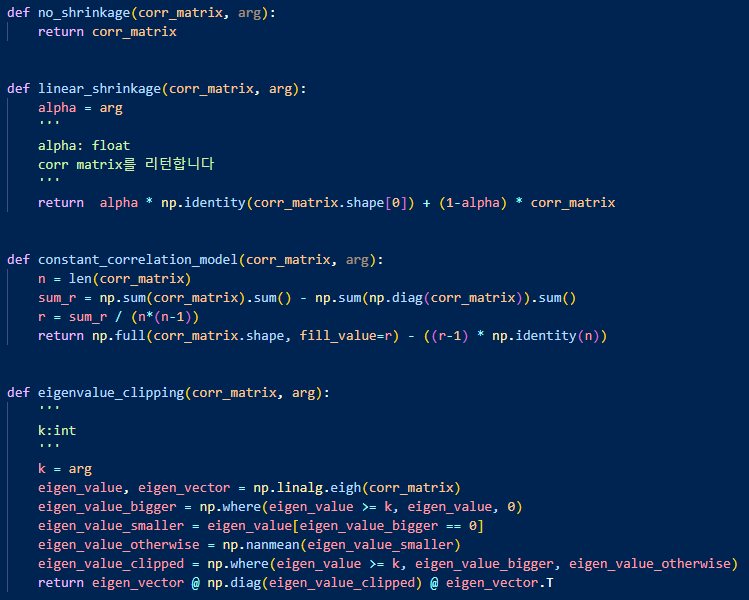 def no_shrinkage(corr_matrix, arg):
    return corr_matrix
def linear_shrinkage(corr_matrix, arg):
    alpha = arg
    '''
    alpha: float
    corr matrix를 리턴합니다
    '''
    return  alpha * np.identity(corr_matrix.shape[0]) + (1-alpha) * corr_matrix
def constant_correlation_model(corr_matrix, arg):
    n = len(corr_matrix)
    sum_r = np.sum(corr_matrix).sum() - np.sum(np.diag(corr_matrix)).sum()
    r = sum_r / (n*(n-1))
    return np.full(corr_matrix.shape, fill_value=r) - ((r-1) * np.identity(n))
def eigenvalue_clipping(corr_matrix, arg):
    '''
    k:int
    '''
    k = arg
    eigen_value, eigen_vector = np.linalg.eigh(corr_matrix)
    eigen_value_bigger = np.where(eigen_value >= k, eigen_value, 0)
    eigen_value_smaller = eigen_value[eigen_value_bigger == 0]
    eigen_value_otherwise = np.nanmean(eigen_value_smaller)
    eigen_value_clipped = np.where(eigen_value >= k, eigen_value_bigger, eigen_value_otherwise)
    return eigen_vector @ np.diag(eigen_value_clipped) @ eigen_vector.T